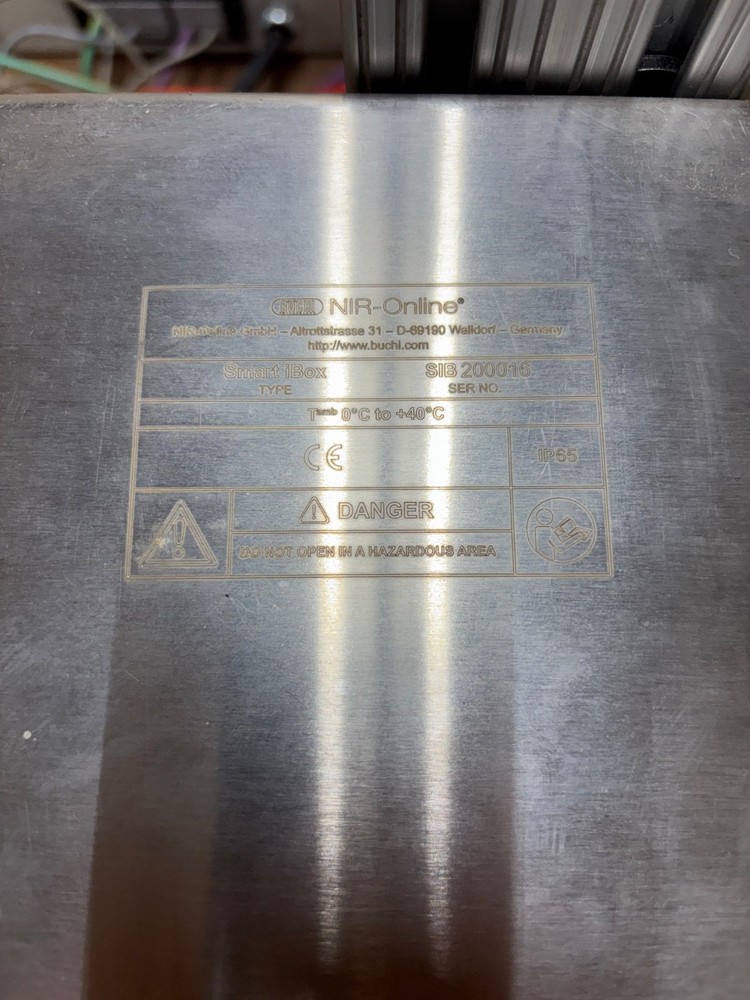 BUCHI NIR-Online®
NIR-Online GmbH – Altrottstrasse 31 – D-69190 Walldorf – Germany
http://www.buchi.com
Smart iBox SIB 200016
TYPE SER NO.
Tamb 0°C to +40°C
CE IP65
DANGER
DO NOT OPEN IN A HAZARDOUS AREA